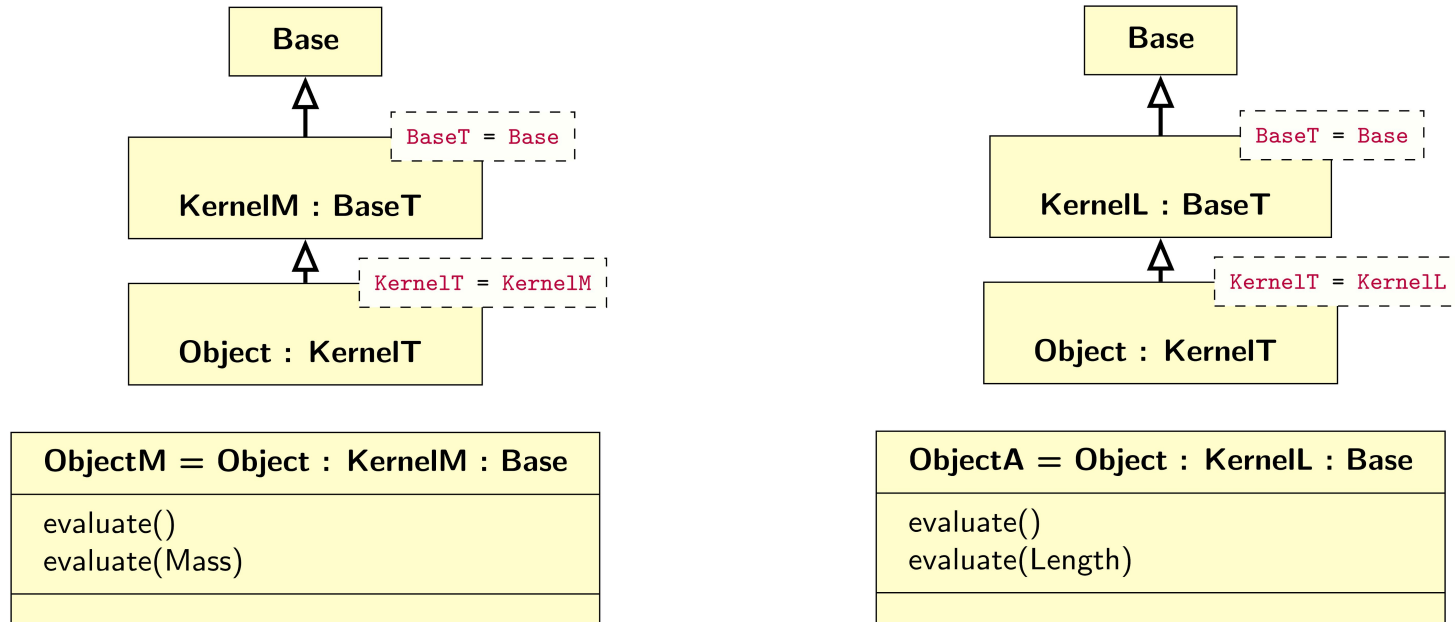 Base
BaseT = Base
KernelM : BaseT
KernelT = KernelM
Object : KernelT
ObjectM = Object : KernelM : Base
evaluate()
evaluate(Mass)
Base
BaseT = Base
KernelL : BaseT
KernelT = KernelL
Object : KernelT
ObjectA = Object : KernelL : Base
evaluate()
evaluate(Length)